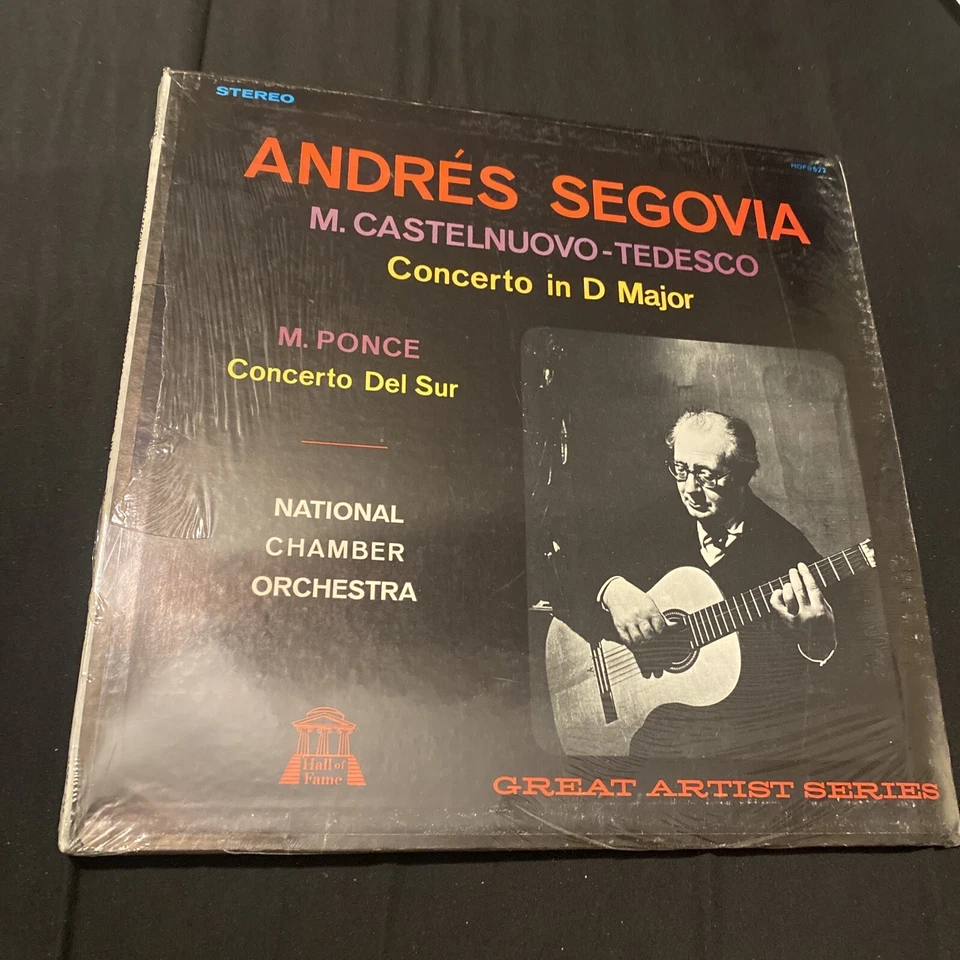 STEREO
ANDRÉS SEGOVIA
M. CASTELNUOVO-TEDESCO
Concerto in D Major
M. PONCE
Concerto Del Sur
NATIONAL
CHAMBER
ORCHESTRA
Hall of
Fame
GREAT ARTIST SERIES